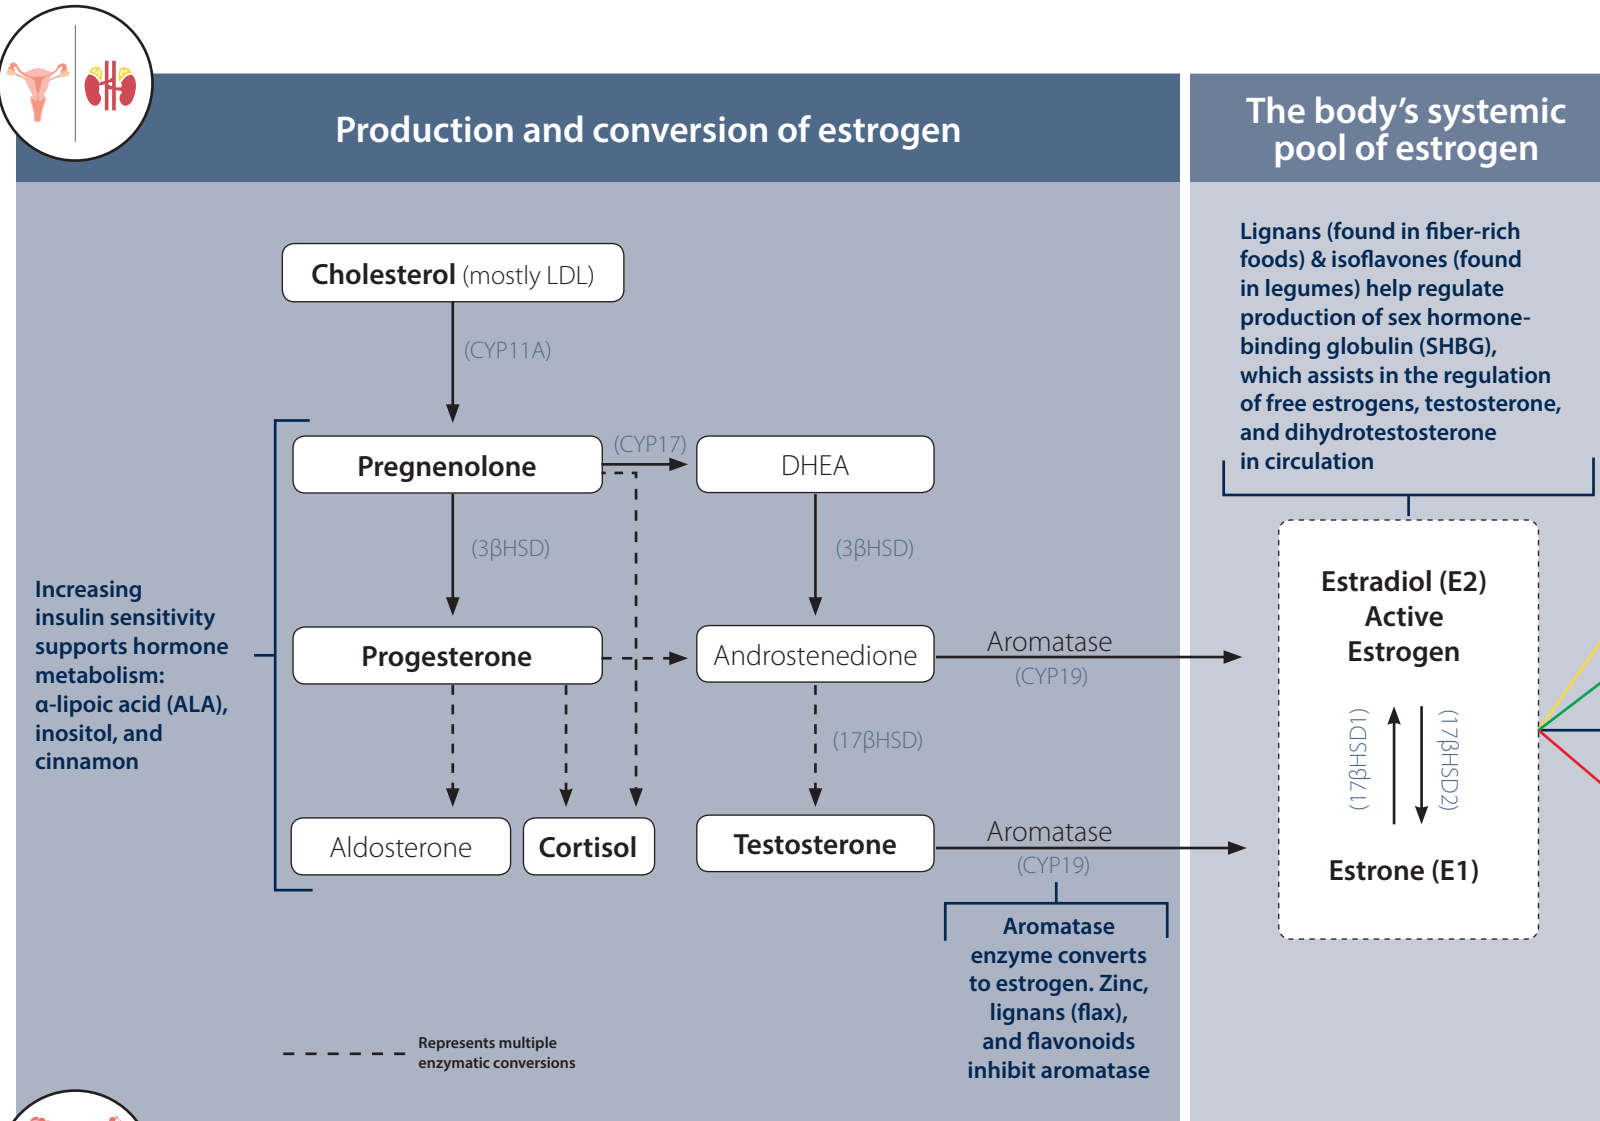 Production and conversion of estrogen
The body's systemic
pool of estrogen
Cholesterol (mostly LDL)
(CYP11A)
Pregnenolone
(CYP17)
DHEA
(3βHSD)
(3βHSD)
Increasing
insulin sensitivity
supports hormone
metabolism:
α-lipoic acid (ALA),
inositol, and
cinnamon
Progesterone
Androstenedione
Aromatase
(CYP19)
(17βHSD)
Aldosterone
Cortisol
Testosterone
Aromatase
(CYP19)
Aromatase
enzyme converts
to estrogen. Zinc,
lignans (flax),
and flavonoids
inhibit aromatase
Represents multiple
enzymatic conversions
Lignans (found in fiber-rich
foods) & isoflavones (found
in legumes) help regulate
production of sex hormone-
binding globulin (SHBG),
which assists in the regulation
of free estrogens, testosterone,
and dihydrotestosterone
in circulation
Estradiol (E2)
Active
Estrogen
(17βHSD1)
(17βHSD2)
Estrone (E1)